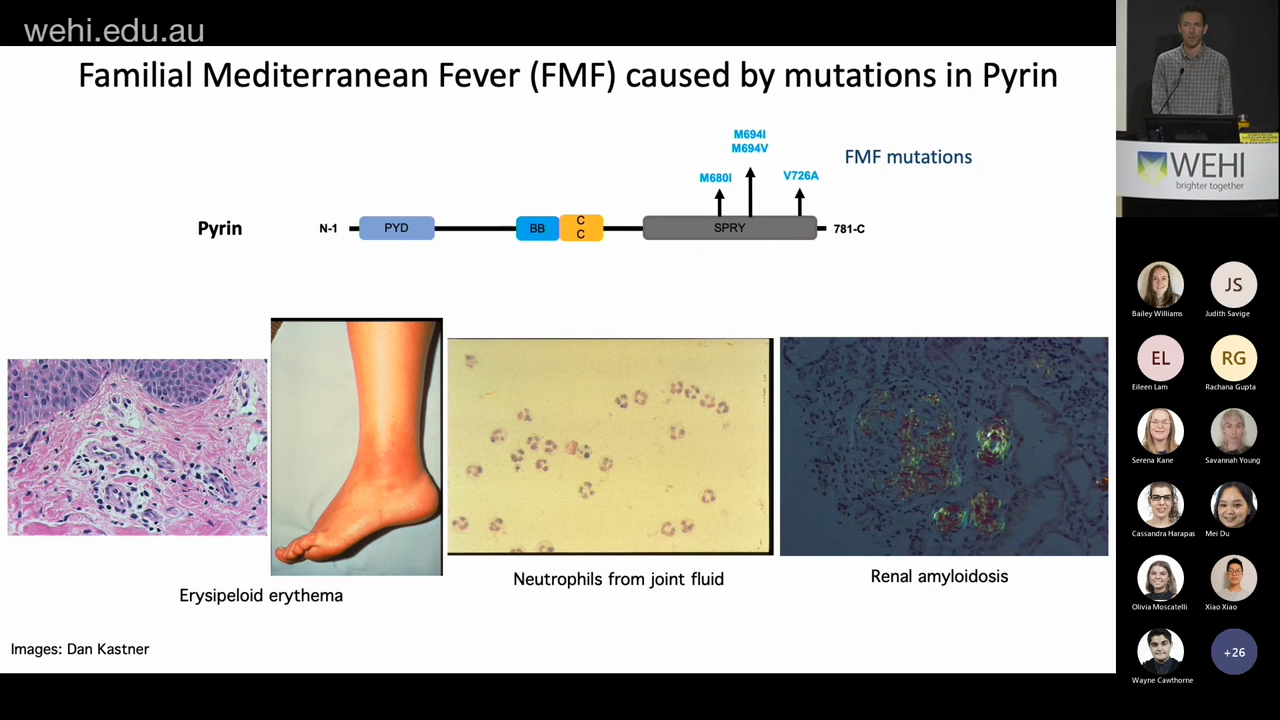 wehi.edu.au
Familial Mediterranean Fever (FMF) caused by mutations in Pyrin
M694I
M694V
FMF mutations
M680I
V726A
Pyrin
N-1
PYD
BB
C
C
SPRY
781-C
Erysipeloid erythema
Neutrophils from joint fluid
Renal amyloidosis
Images: Dan Kastner
WEHI
brighter together
JS
Bailey Williams
Judith Savige
EL
RG
Eileen Lam
Rachana Gupta
Serena Kane
Savannah Young
Cassandra Harapas
Mei Du
Olivia Moscatelli
Xiao Xiao
+26
Wayne Cawthorne